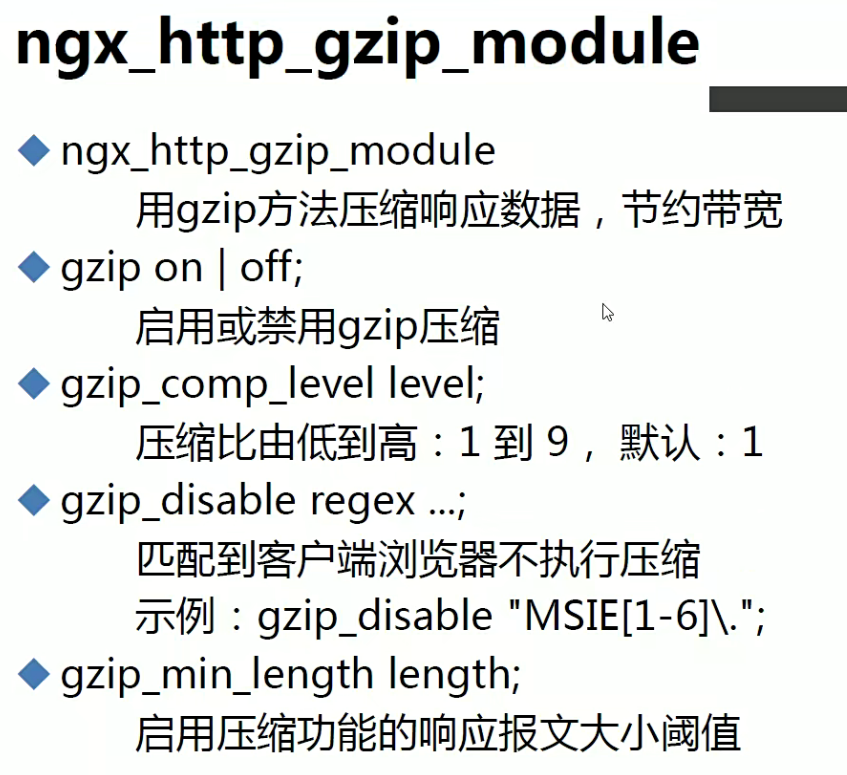 ngx_http_gzip_module
ngx_http_gzip_module
用gzip方法压缩响应数据，节约带宽
gzip on | off;
启用或禁用gzip压缩
gzip_comp_level level;
压缩比由低到高：1 到 9， 默认：1
gzip_disable regex ...;
匹配到客户端浏览器不执行压缩
示例：gzip_disable "MSIE[1-6]\.";
gzip_min_length length;
启用压缩功能的响应报文大小阈值